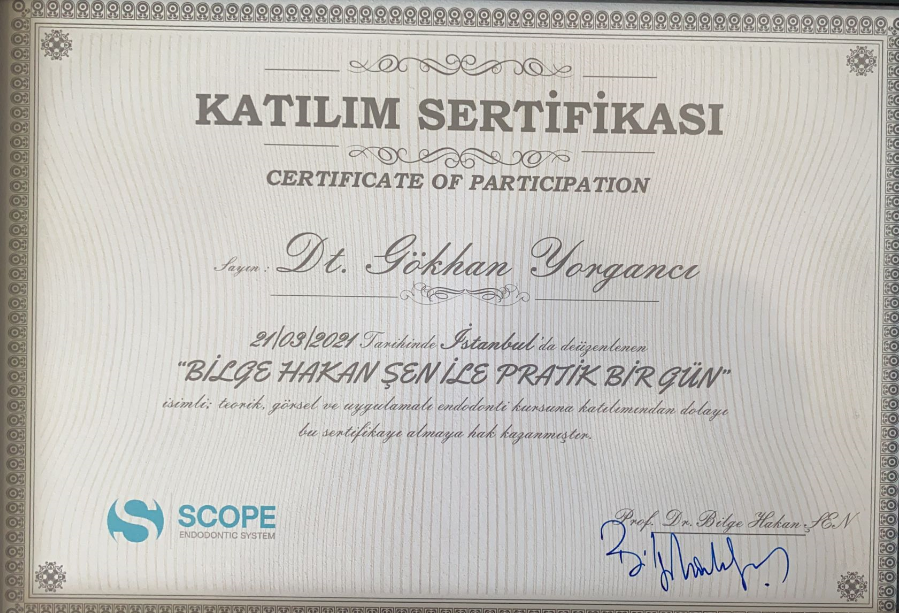 KATILIM SERTİFİKASI
CERTIFICATE OF PARTICIPATION
Sayın : Dt. Gökhan Yorgancı
21/03/2021 Tarihinde İstanbul'da deüzenlenen
"BİLGE HAKAN ŞEN İLE PRATİK BİR GÜN"
isimli; teorik, görsel ve uygulamalı endodonti kursuna katılımından dolayı
bu sertifikayı almaya hak kazanmıştır.
SCOPE
ENDODONTIC SYSTEM
Prof. Dr. Bilge Hakan ŞEN